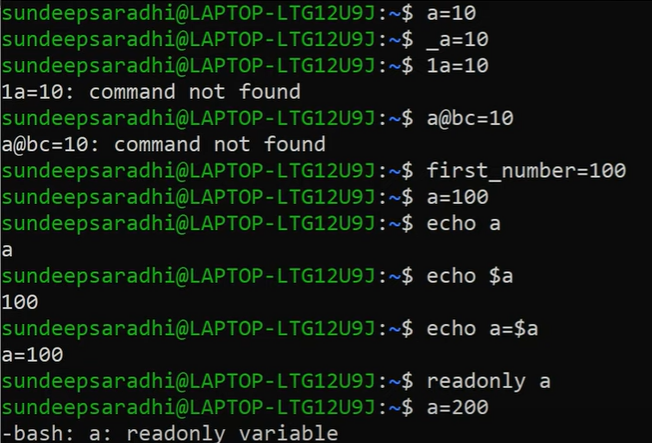 sundeepsaradhi@LAPTOP-LTG12U9J:~$ a=10
sundeepsaradhi@LAPTOP-LTG12U9J:~$ _a=10
sundeepsaradhi@LAPTOP-LTG12U9J:~$ 1a=10
1a=10: command not found
sundeepsaradhi@LAPTOP-LTG12U9J:~$ a@bc=10
a@bc=10: command not found
sundeepsaradhi@LAPTOP-LTG12U9J:~$ first_number=100
sundeepsaradhi@LAPTOP-LTG12U9J:~$ a=100
sundeepsaradhi@LAPTOP-LTG12U9J:~$ echo a
a
sundeepsaradhi@LAPTOP-LTG12U9J:~$ echo $a
100
sundeepsaradhi@LAPTOP-LTG12U9J:~$ echo a=$a
a=100
sundeepsaradhi@LAPTOP-LTG12U9J:~$ readonly a
sundeepsaradhi@LAPTOP-LTG12U9J:~$ a=200
-bash: a: readonly variable